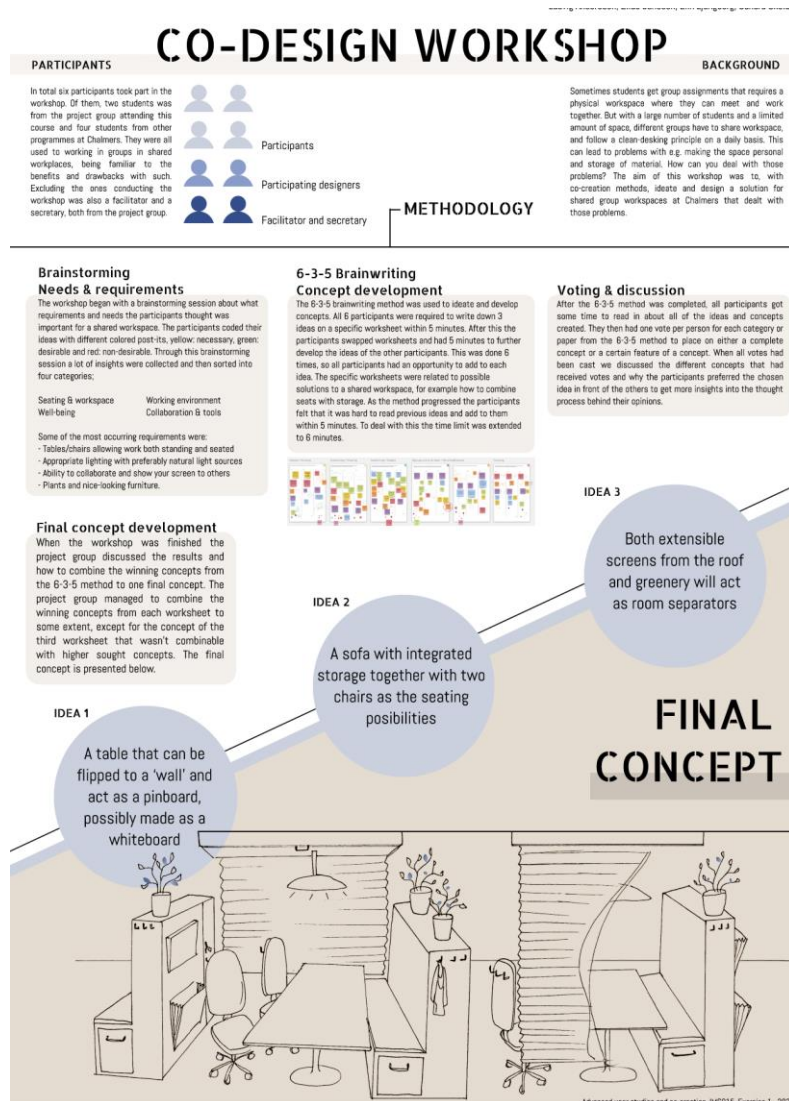 CO-DESIGN WORKSHOP
PARTICIPANTS
In total six participants took part in the
workshop. Of them, two students was
from the project group attending this
course and four students from other
programmes at Chalmers. They were all
used to working in groups in shared
workplaces, being familiar to the
benefits and drawbacks with such.
Excluding the ones conducting the
workshop was also a facilitator and a
secretary, both from the project group.
Participants
Participating designers
Facilitator and secretary
BACKGROUND
Sometimes students get group assignments that requires a
physical workspace where they can meet and work
together. But with a large number of students and a limited
amount of space, different groups have to share workspace,
and follow a clean-desking principle on a daily basis. This
can lead to problems with e.g. making the space personal
and storage of material. How can you deal with those
problems? The aim of this workshop was to, with
co-creation methods, ideate and design a solution for
shared group workspaces at Chalmers that dealt with
those problems.
METHODOLOGY
Brainstorming
Needs & requirements
The workshop began with a brainstorming session about what
requirements and needs the participants thought was
important for a shared workspace. The participants coded their
ideas with different colored post-its, yellow: necessary, green:
desirable and red: non-desirable. Through this brainstorming
session a lot of insights were collected and then sorted into
four categories;
Seating & workspace Working environment
Well-being Collaboration & tools
Some of the most occurring requirements were:
- Tables/chairs allowing work both standing and seated
- Appropriate lighting with preferably natural light sources
- Ability to collaborate and show your screen to others
- Plants and nice-looking furniture.
6-3-5 Brainwriting
Concept development
The 6-3-5 brainwriting method was used to ideate and develop
concepts. All 6 participants were required to write down 3
ideas on a specific worksheet within 5 minutes. After this the
participants swapped worksheets and had 5 minutes to further
develop the ideas of the other participants. This was done 6
times, so all participants had an opportunity to add to each
idea. The specific worksheets were related to possible
solutions to a shared workspace, for example how to combine
seats with storage. As the method progressed the participants
felt that it was hard to read previous ideas and add to them
within 5 minutes. To deal with this the time limit was extended
to 6 minutes.
Voting & discussion
After the 6-3-5 method was completed, all participants got
some time to read in about all of the ideas and concepts
created. They then had one vote per person for each category or
paper from the 6-3-5 method to place on either a complete
concept or a certain feature of a concept. When all votes had
been cast we discussed the different concepts that had
received votes and why the participants preferred the chosen
idea in front of the others to get more insights into the thought
process behind their opinions.
Final concept development
When the workshop was finished the
project group discussed the results and
how to combine the winning concepts from
the 6-3-5 method to one final concept. The
project group managed to combine the
winning concepts from each worksheet to
some extent, except for the concept of the
third worksheet that wasn't combinable
with higher sought concepts. The final
concept is presented below.
IDEA 1
A table that can be
flipped to a 'wall' and
act as a pinboard,
possibly made as a
whiteboard
IDEA 2
A sofa with integrated
storage together with two
chairs as the seating
posibilities
IDEA 3
Both extensible
screens from the roof
and greenery will act
as room separators
FINAL
CONCEPT